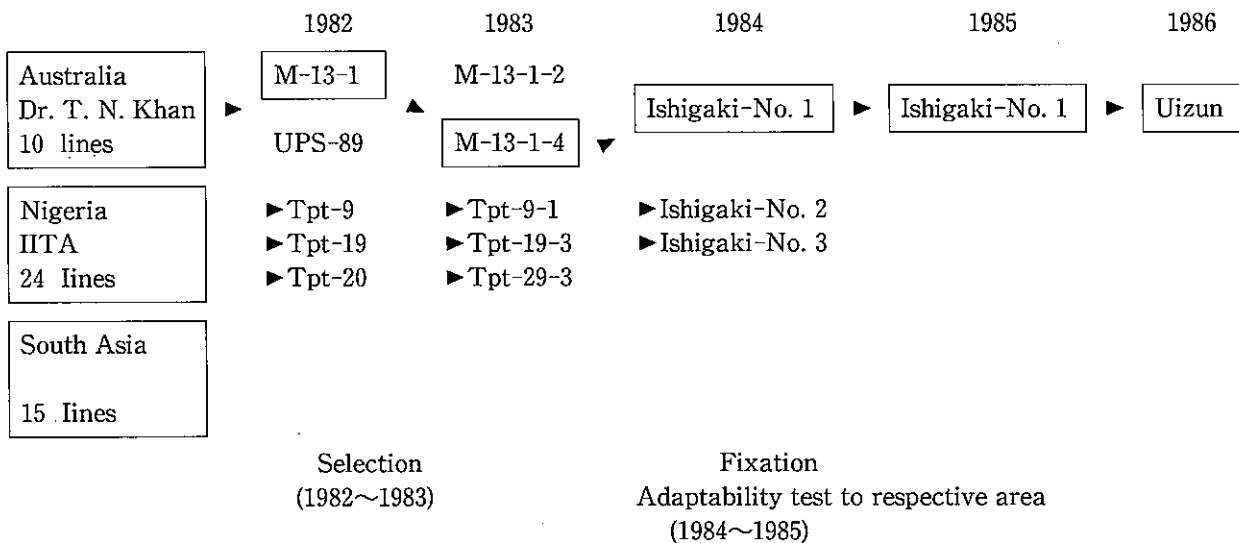 1982 1983 1984 1985 1986
Australia
Dr. T. N. Khan
10 lines
M-13-1
UPS-89
M-13-1-2
M-13-1-4
Ishigaki-No. 1
Ishigaki-No. 1
Uizun
Nigeria
IITA
24 Iines
►Tpt-9 ►Tpt-9-1 ►Ishigaki-No. 2
►Tpt-19 ►Tpt-19-3 ►Ishigaki-No. 3
►Tpt-20 ►Tpt-29-3
South Asia
15 Iines
Selection
(1982～1983)
Fixation
Adaptability test to respective area
(1984～1985)